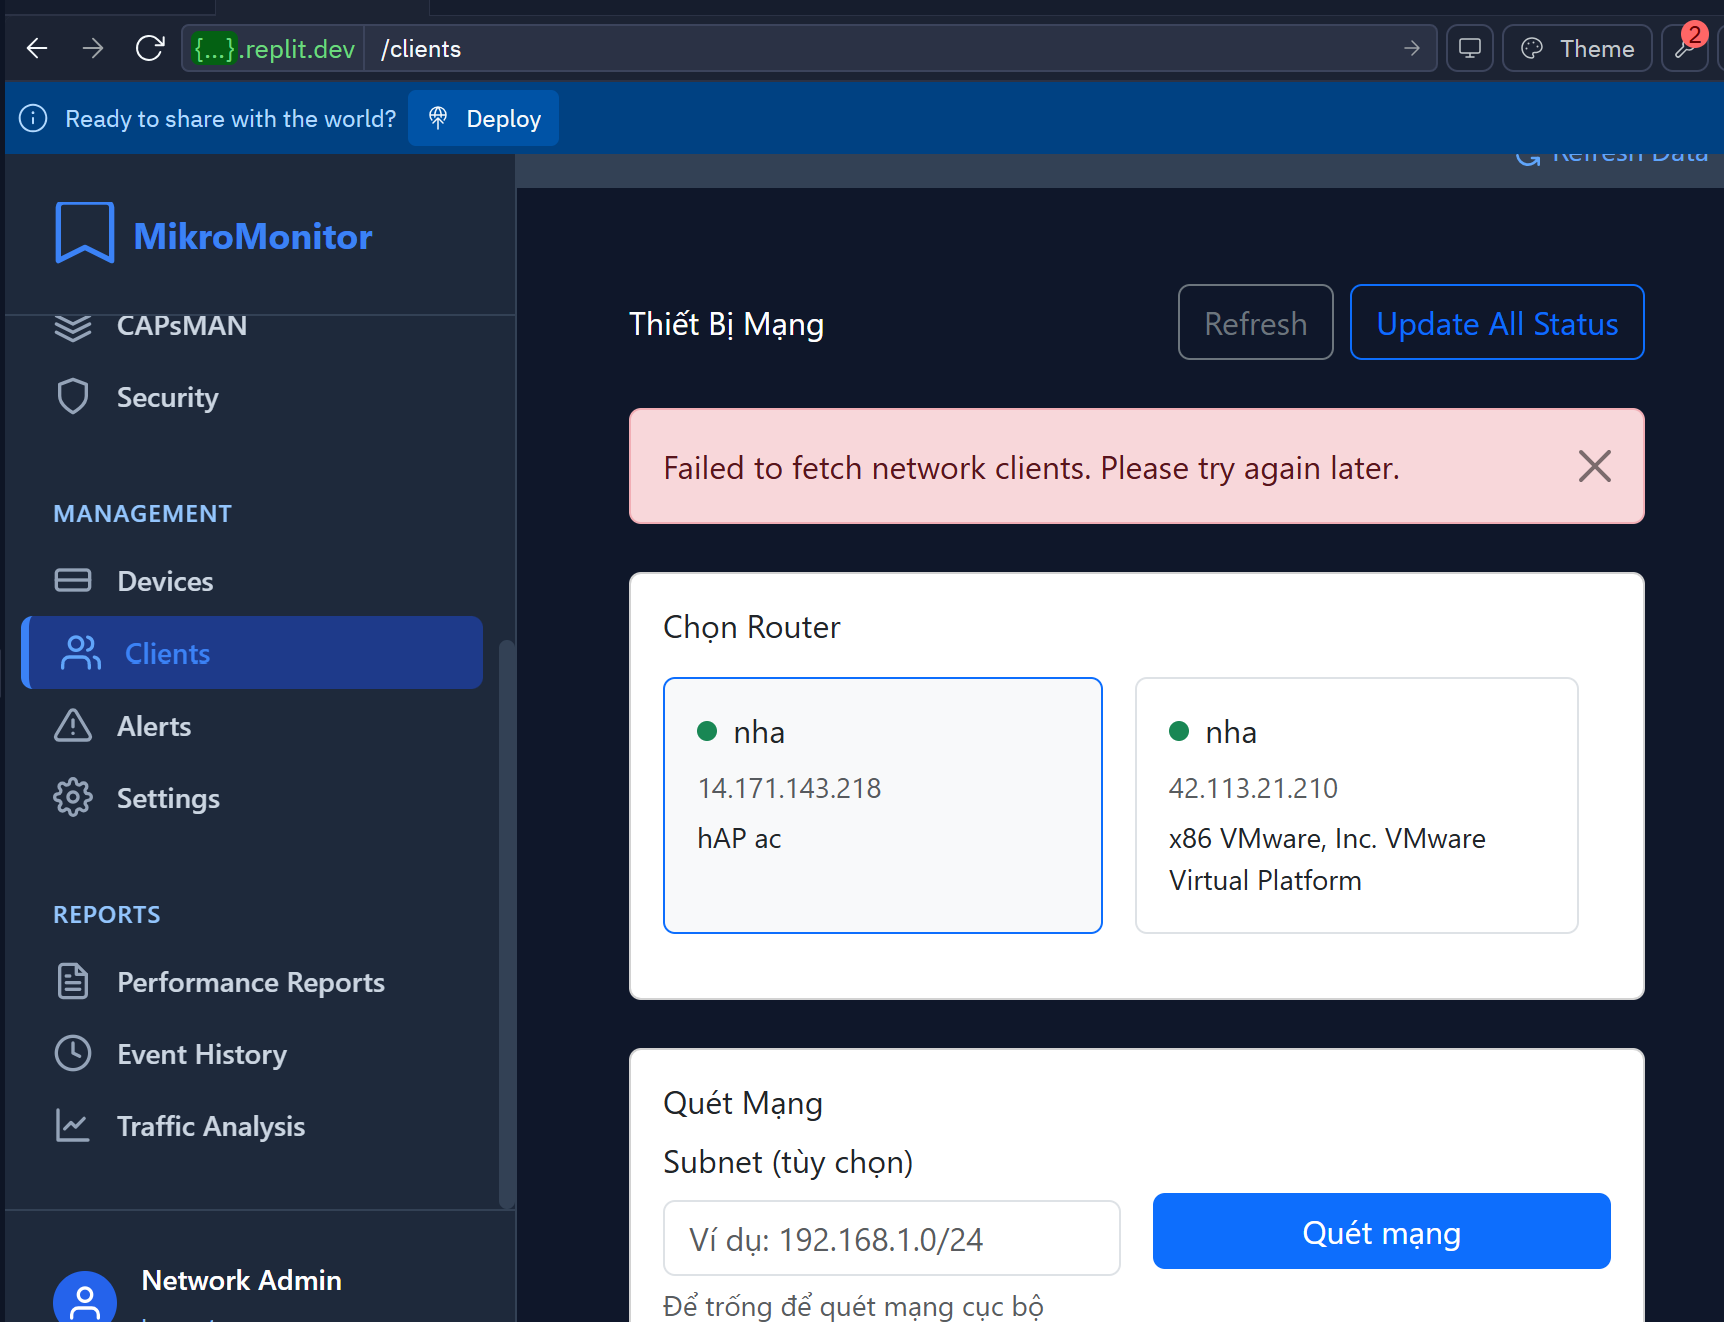 {...}.replit.dev /clients
Theme
2
Ready to share with the world?
Deploy
Refresh Data
MikroMonitor
CAPsMAN
Security
MANAGEMENT
Devices
Clients
Alerts
Settings
REPORTS
Performance Reports
Event History
Traffic Analysis
Network Admin
Thiết Bị Mạng
Refresh
Update All Status
Failed to fetch network clients. Please try again later.
Chọn Router
nha
14.171.143.218
hAP ac
nha
42.113.21.210
x86 VMware, Inc. VMware
Virtual Platform
Quét Mạng
Subnet (tùy chọn)
Ví dụ: 192.168.1.0/24
Quét mạng
Để trống để quét mạng cục bộ